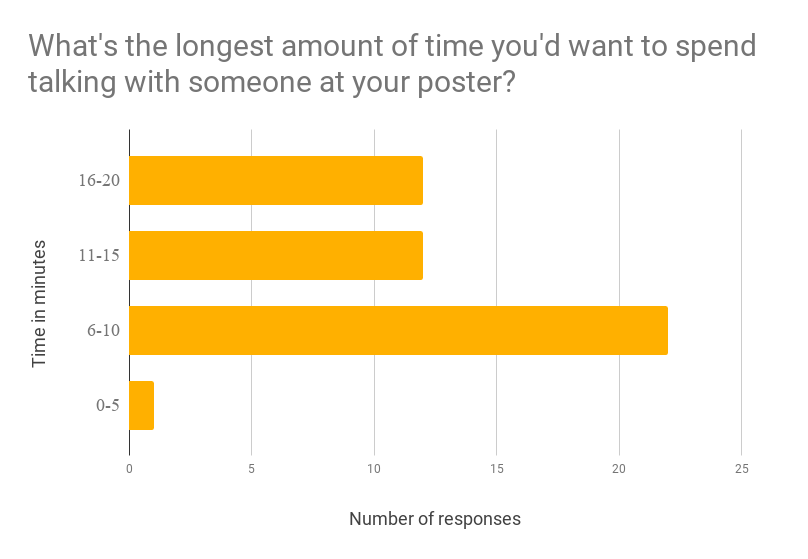 What's the longest amount of time you'd want to spend
talking with someone at your poster?
16-20
11-15
6-10
0-5
Time in minutes
0 5 10 15 20 25
Number of responses